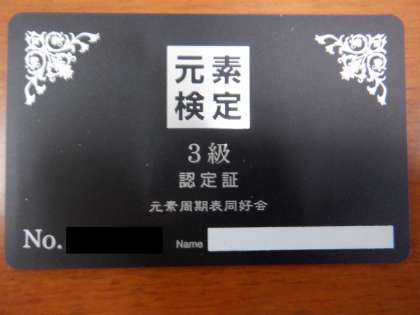 元素
検定
3級
認定証
元素周期表同好会
No. Name